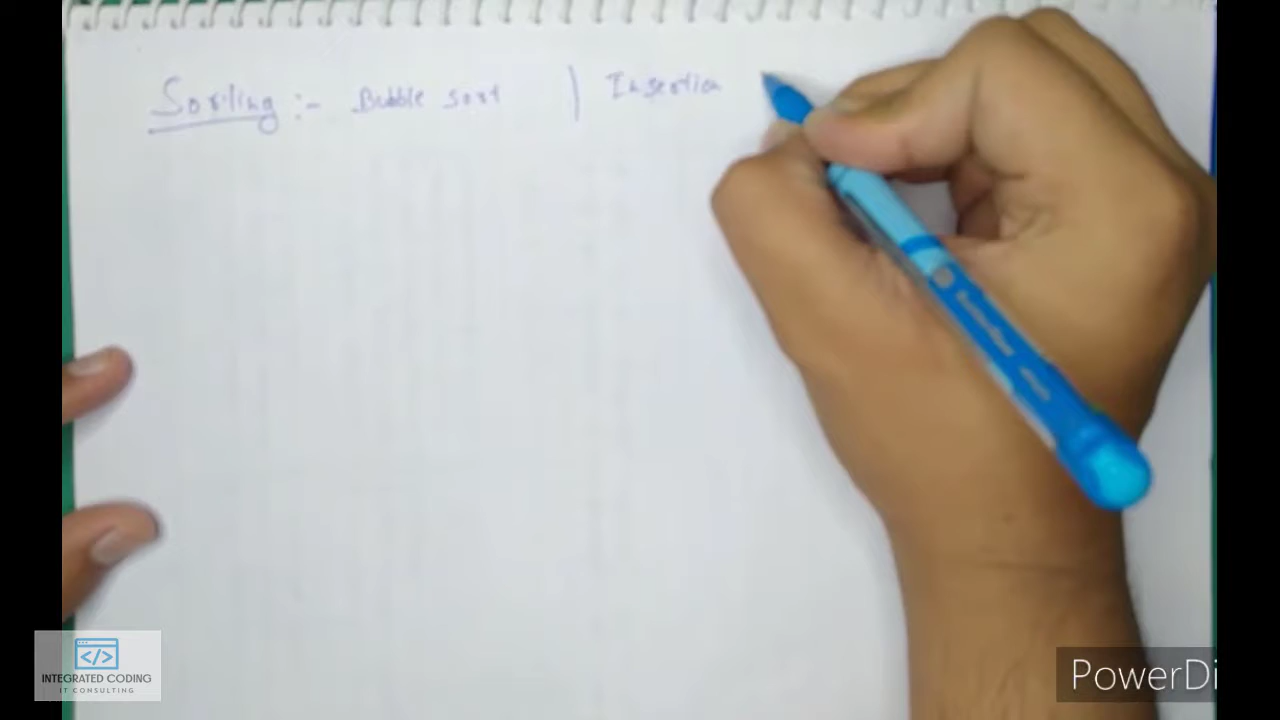 Sorting :- Bubble sort | Insertion
INTEGRATED CODING
IT CONSULTING
PowerDi